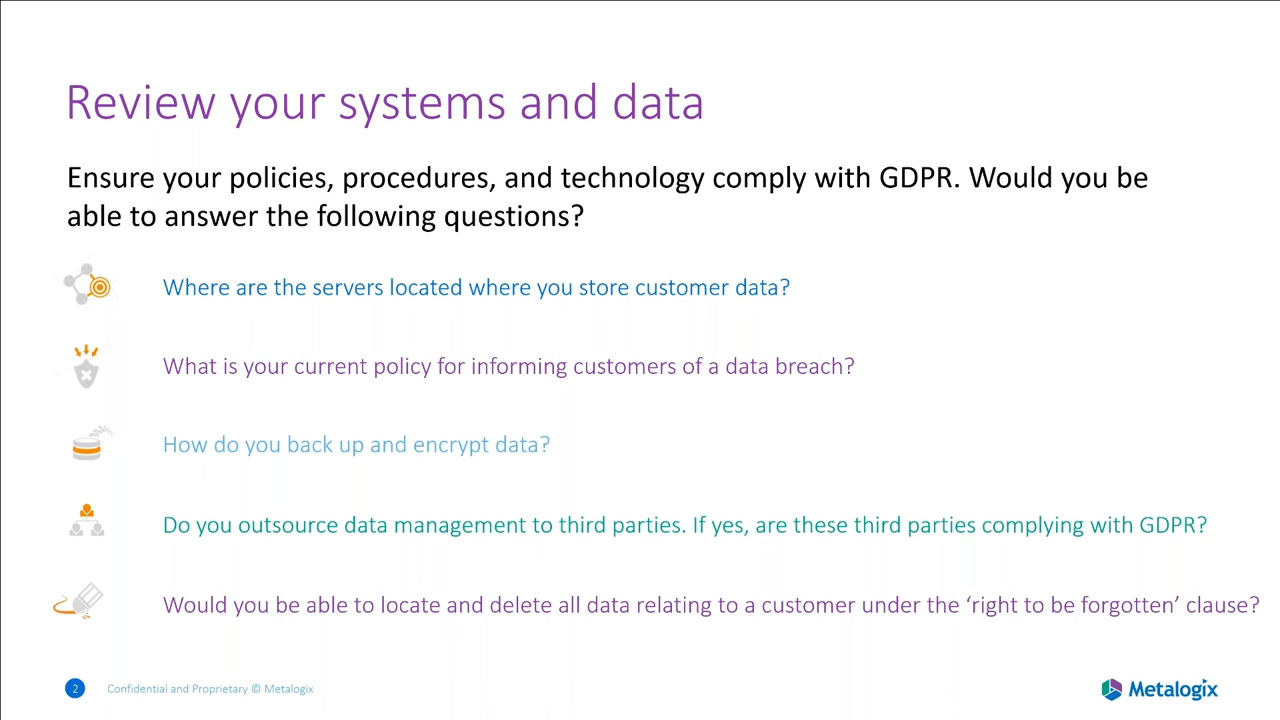 Review your systems and data
Ensure your policies, procedures, and technology comply with GDPR. Would you be
able to answer the following questions?
Where are the servers located where you store customer data?
What is your current policy for informing customers of a data breach?
How do you back up and encrypt data?
Do you outsource data management to third parties. If yes, are these third parties complying with GDPR?
Would you be able to locate and delete all data relating to a customer under the ‘right to be forgotten’ clause?
2 Confidential and Proprietary © Metalogix
Metalogix